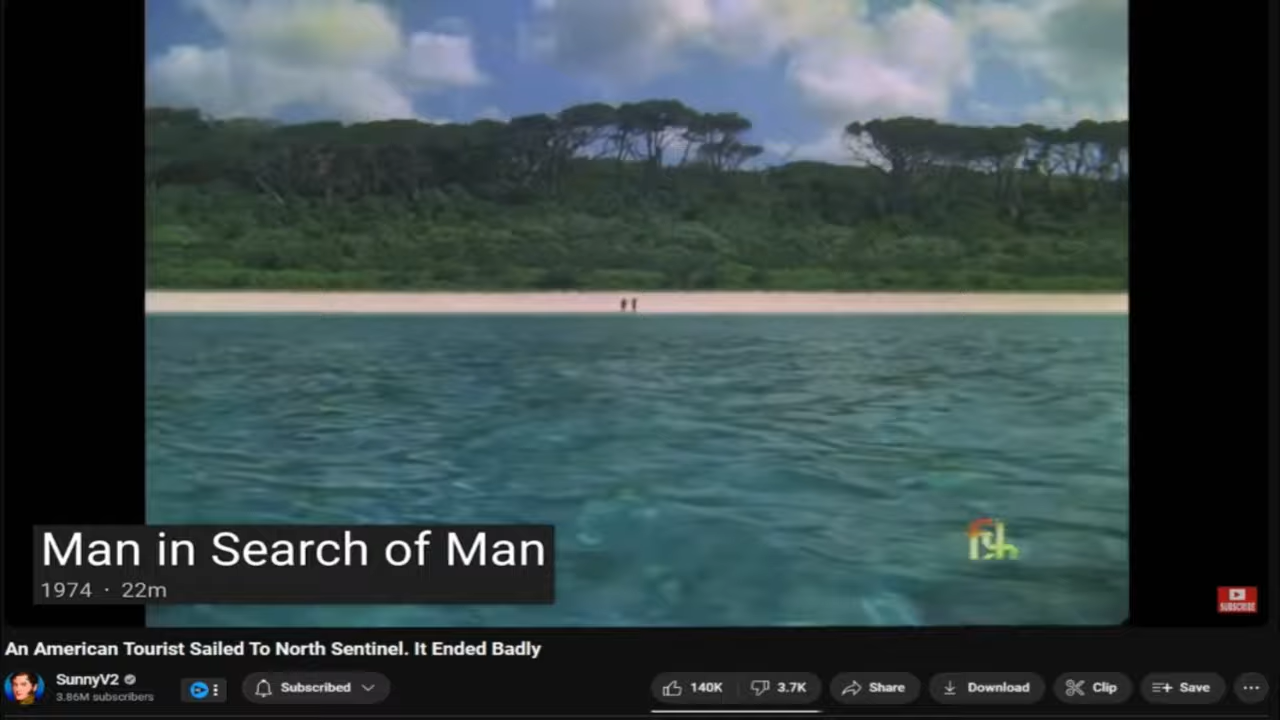 Man in Search of Man
1974 · 22m
SUBSCRIBE
An American Tourist Sailed To North Sentinel. It Ended Badly
SunnyV2
3.86M subscribers
Subscribed
140K
3.7K
Share
Download
Clip
Save